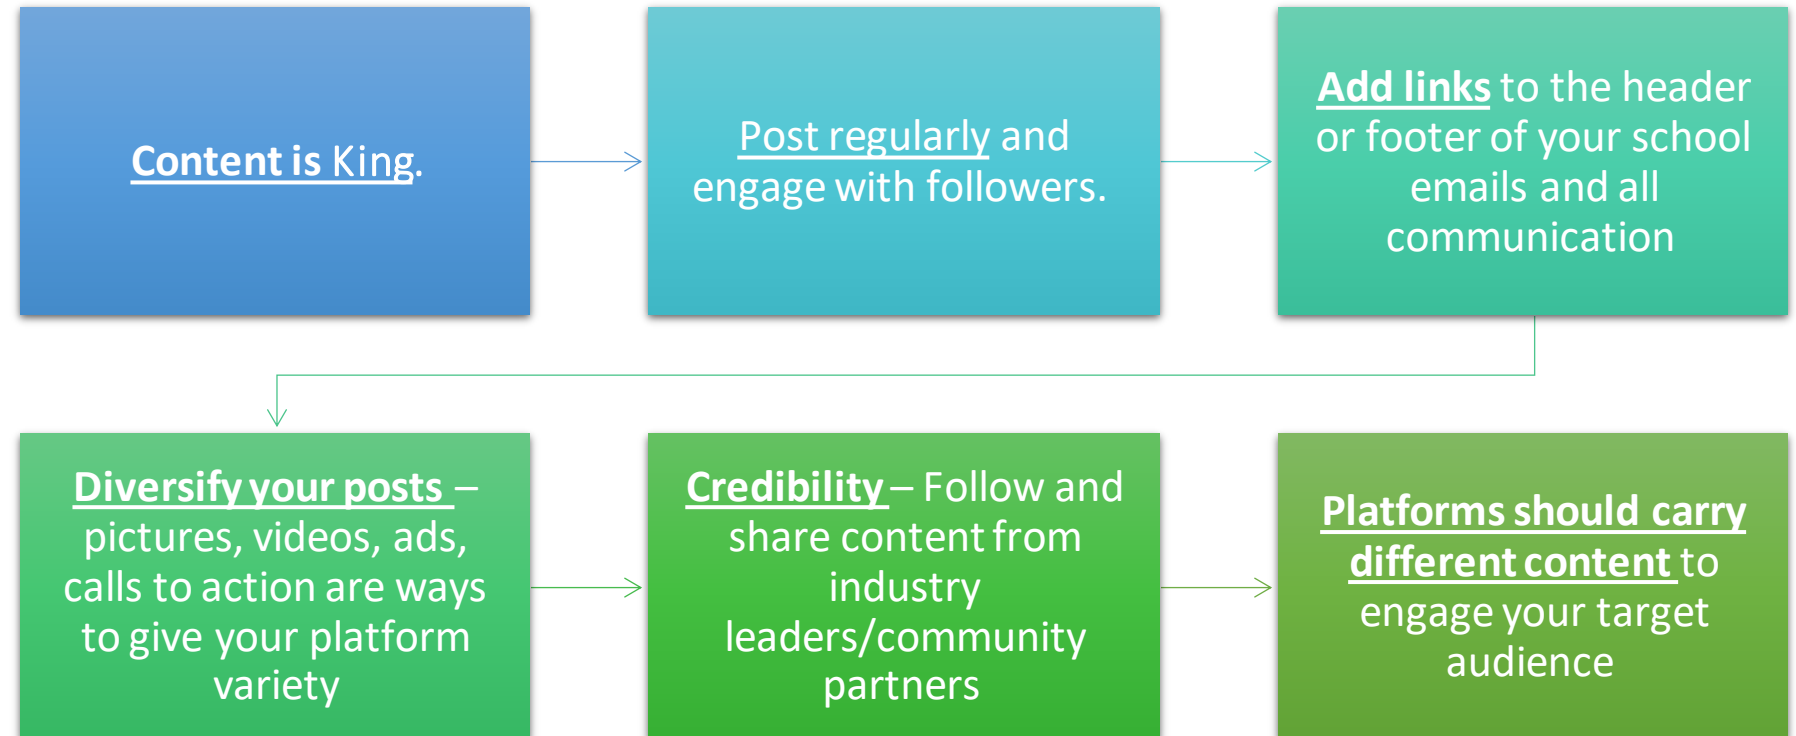 Content is King.
Post regularly and
engage with followers.
Add links to the header
or footer of your school
emails and all
communication
Diversify your posts –
pictures, videos, ads,
calls to action are ways
to give your platform
variety
Credibility – Follow and
share content from
industry
leaders/community
partners
Platforms should carry
different content to
engage your target
audience